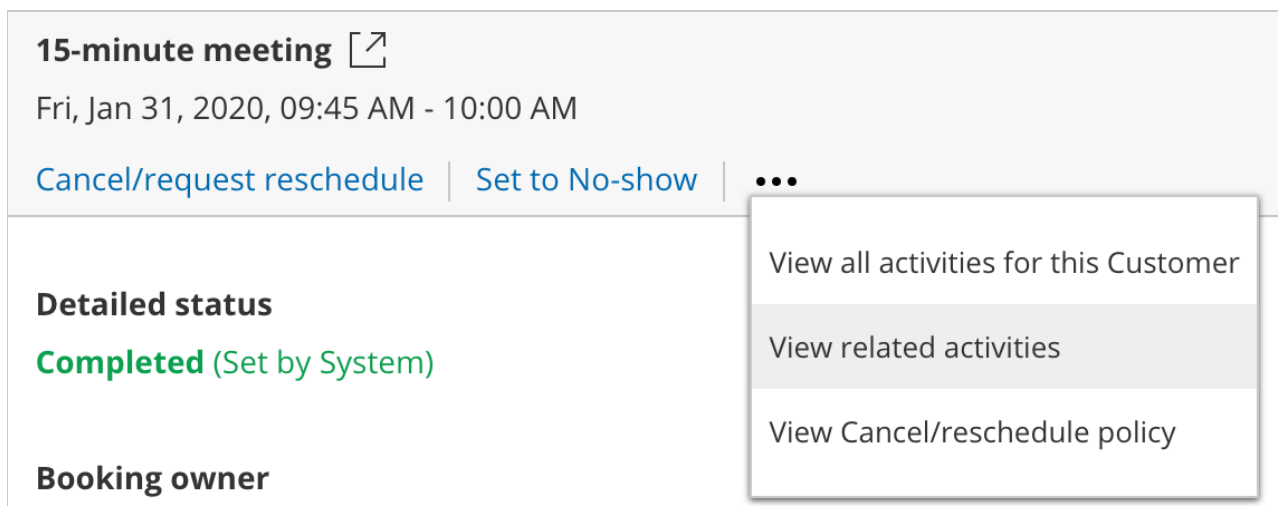 15-minute meeting
Fri, Jan 31, 2020, 09:45 AM - 10:00 AM
Cancel/request reschedule | Set to No-show | •••
View all activities for this Customer
View related activities
View Cancel/reschedule policy
Detailed status
Completed (Set by System)
Booking owner